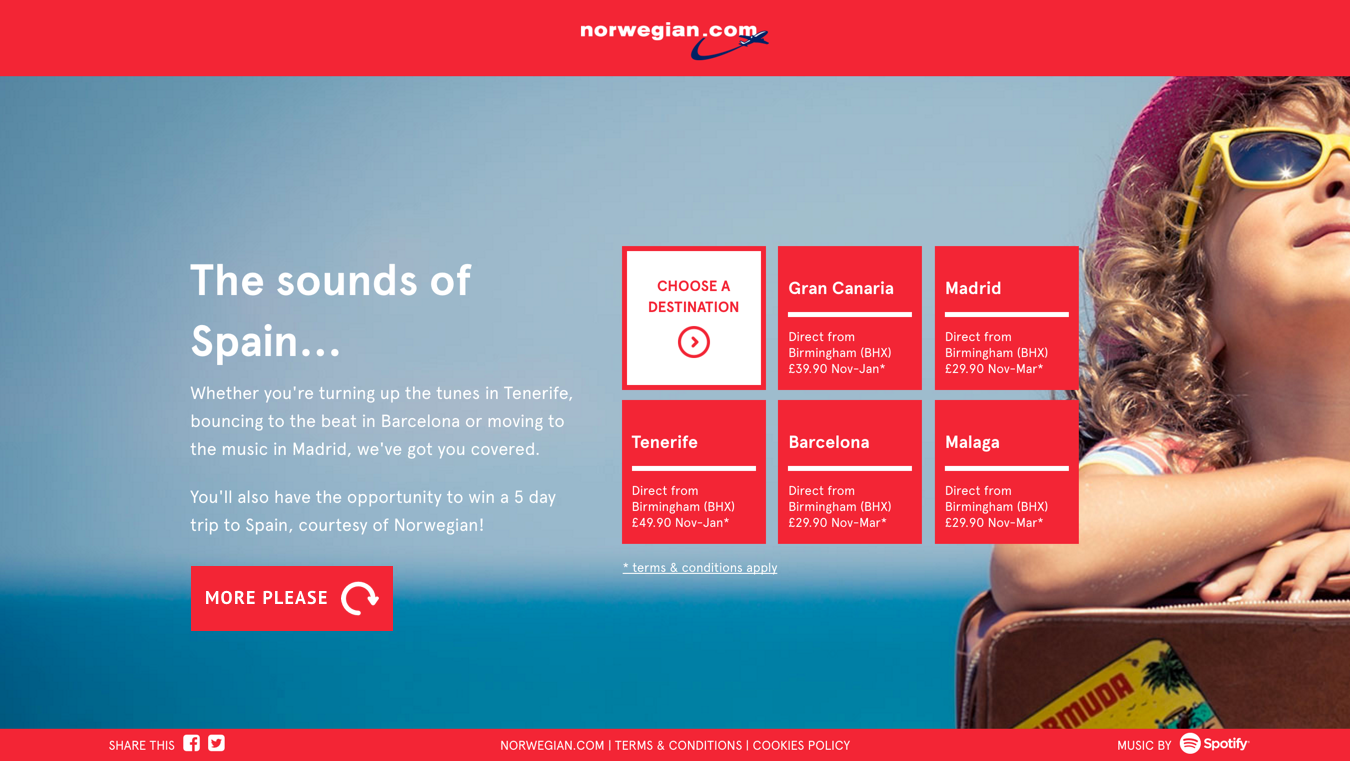 norwegian.com
The sounds of
Spain...
Whether you're turning up the tunes in Tenerife,
bouncing to the beat in Barcelona or moving to
the music in Madrid, we've got you covered.
You'll also have the opportunity to win a 5 day
trip to Spain, courtesy of Norwegian!
MORE PLEASE
CHOOSE A
DESTINATION
Gran Canaria
Direct from
Birmingham (BHX)
£39.90 Nov-Jan*
Madrid
Direct from
Birmingham (BHX)
£29.90 Nov-Mar*
Tenerife
Direct from
Birmingham (BHX)
£49.90 Nov-Jan*
Barcelona
Direct from
Birmingham (BHX)
£29.90 Nov-Mar*
Malaga
Direct from
Birmingham (BHX)
£29.90 Nov-Mar*
* terms & conditions apply
RMUDA
SHARE THIS
NORWEGIAN.COM | TERMS & CONDITIONS | COOKIES POLICY
MUSIC BY Spotify